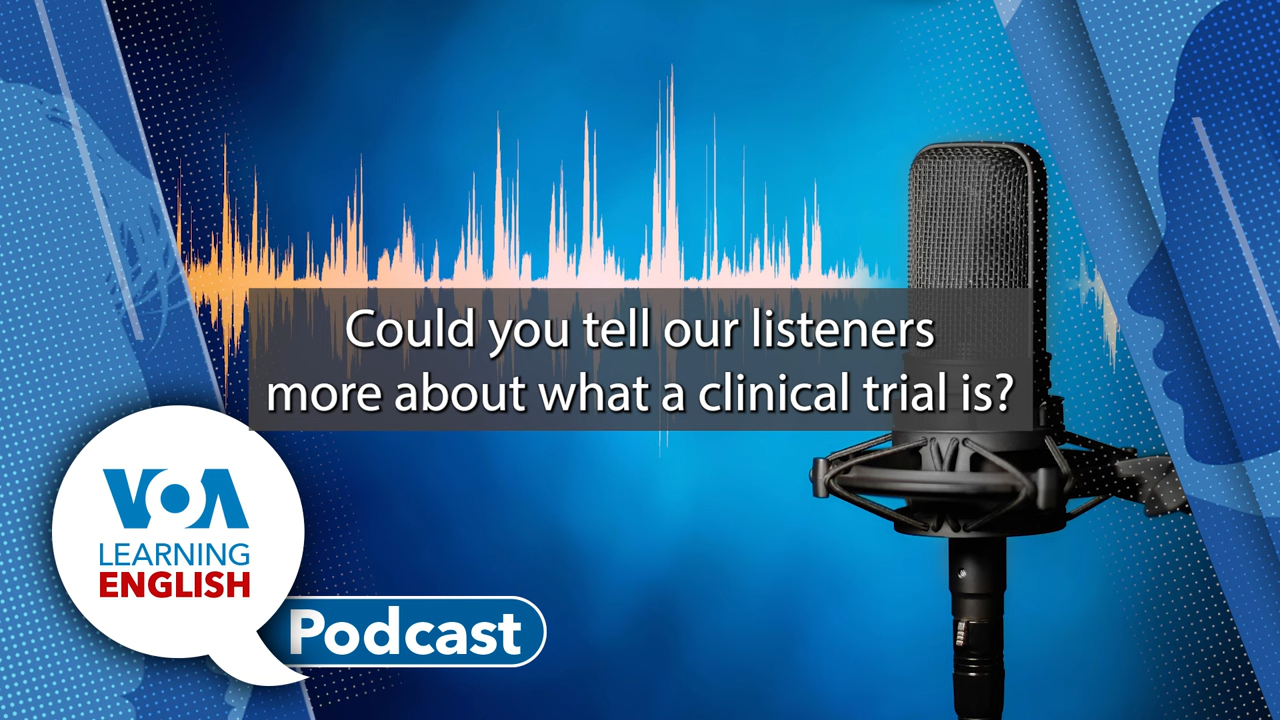 Could you tell our listeners
more about what a clinical trial is?
VOA
LEARNING
ENGLISH
Podcast